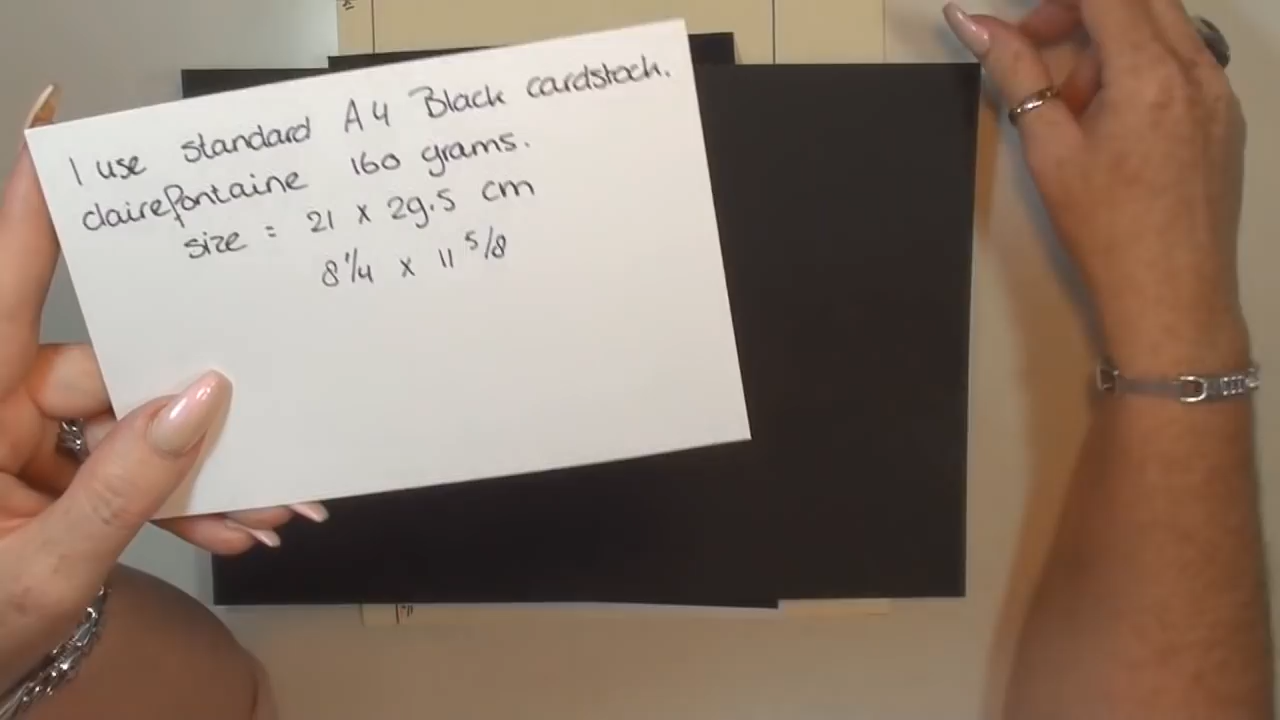 I use standard A4 Black cardstock.
clairefontaine 160 grams.
size = 21 x 29.5 cm
8 1/4 x 11 5/8